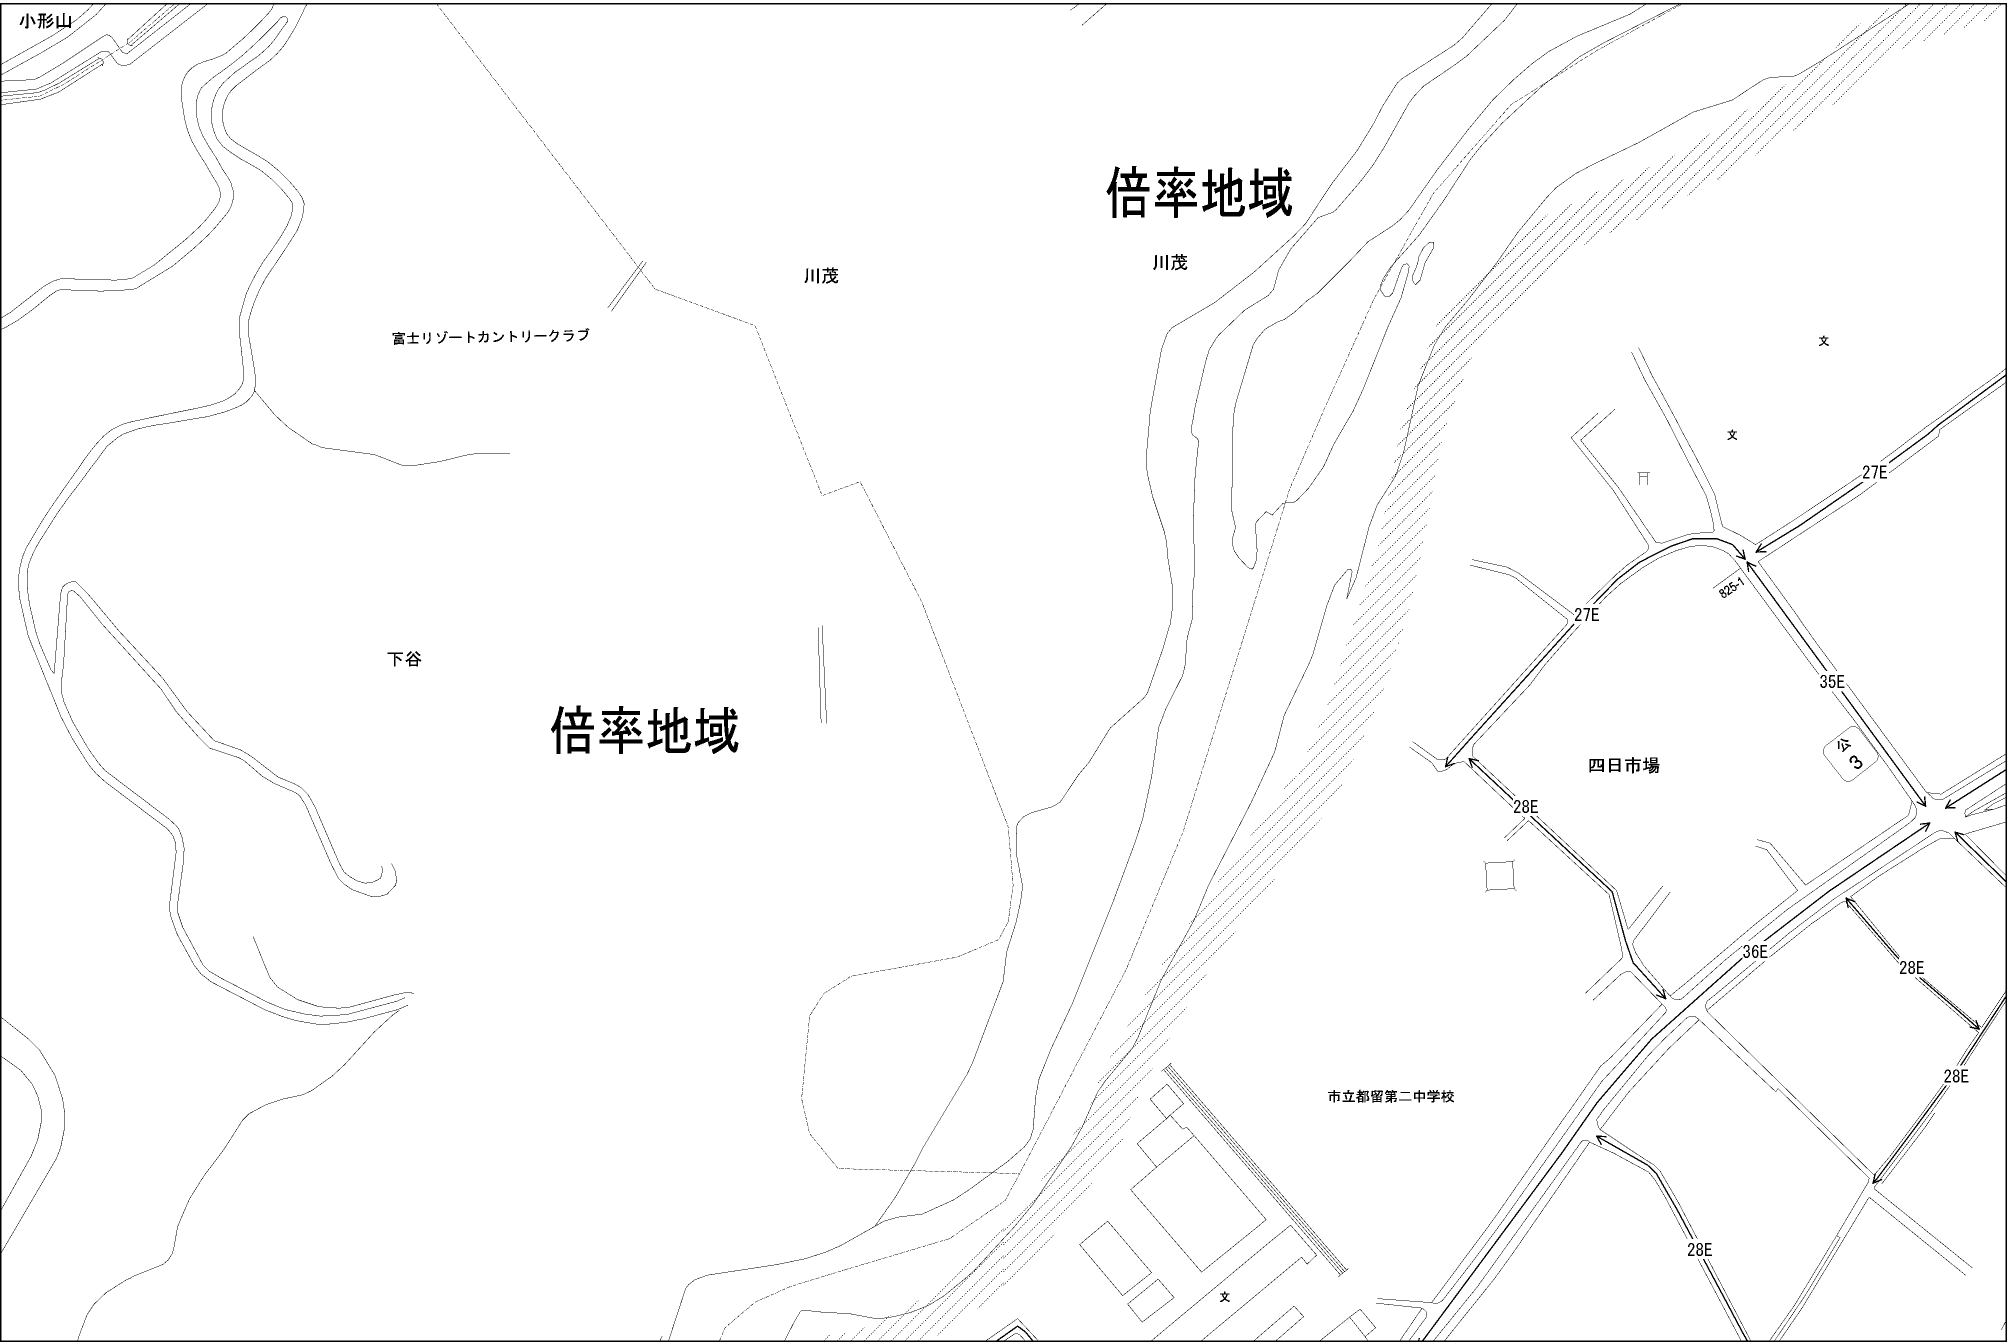 小形山
倍率地域
川茂
川茂
富士リゾートカントリークラブ
文
文
27E
825-1
27E
下谷
35E
倍率地域
公
3
四日市場
28E
36E
28E
28E
市立都留第二中学校
28E
文